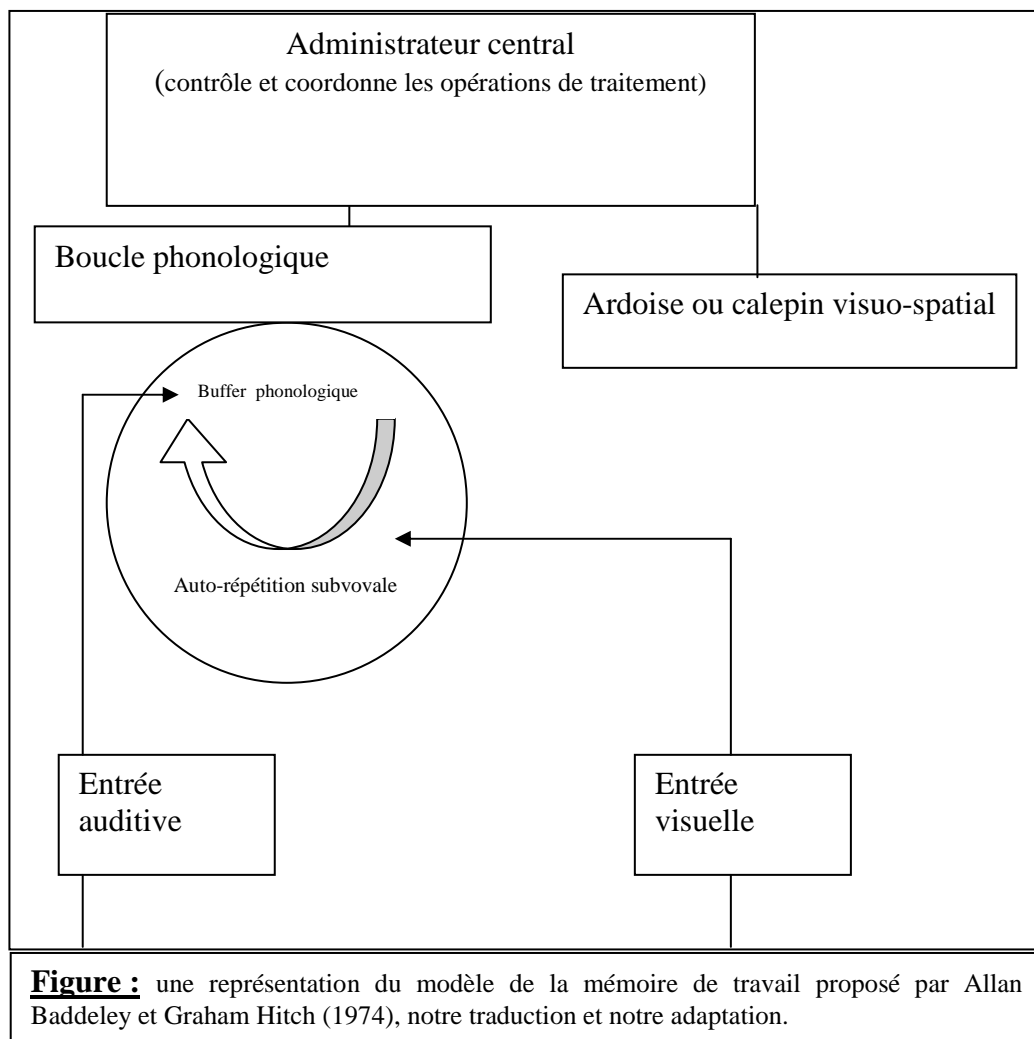 Administrateur central
(contrôle et coordonne les opérations de traitement)
Boucle phonologique
Ardoise ou calepin visuo-spatial
Buffer phonologique
Auto-répétition subvovale
Entrée
auditive
Entrée
visuelle
Figure : une représentation du modèle de la mémoire de travail proposé par Allan
Baddeley et Graham Hitch (1974), notre traduction et notre adaptation.